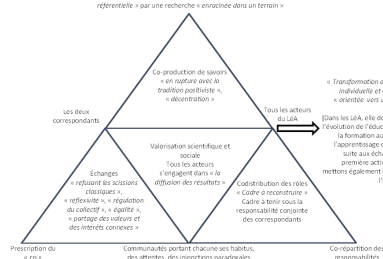 référentielle » par une recherche « enracinée dans un terrain »
Co-production de savoirs
« en rupture avec la
tradition positiviste »,
« décentration »
Les deux
correspondants
Tous les acteurs
du LéA
« Transformation
individuelle et
« orientée vers
Dans les LéA, elle
l'évolution de
la formation au
l'apprentissage
suite aux
première
mettons également
Valorisation scientifique et
sociale
Tous les acteurs
s'engagent dans « la
diffusion des résultats »
Échanges
« refusant les scissions
classiques »,
« réflexivité », « régulation
du collectif », « égalité »,
« partage des valeurs et
des intérêts connexes »
Codistribution des rôles
« Cadre à reconstruire »
Cadre à tenir sous la
responsabilité conjointe
des correspondants
Prescription du
« co »
Communautés portant chacune ses habitus,
des attentes, des injonctions paradoxales
Co-répartition des
responsabilités